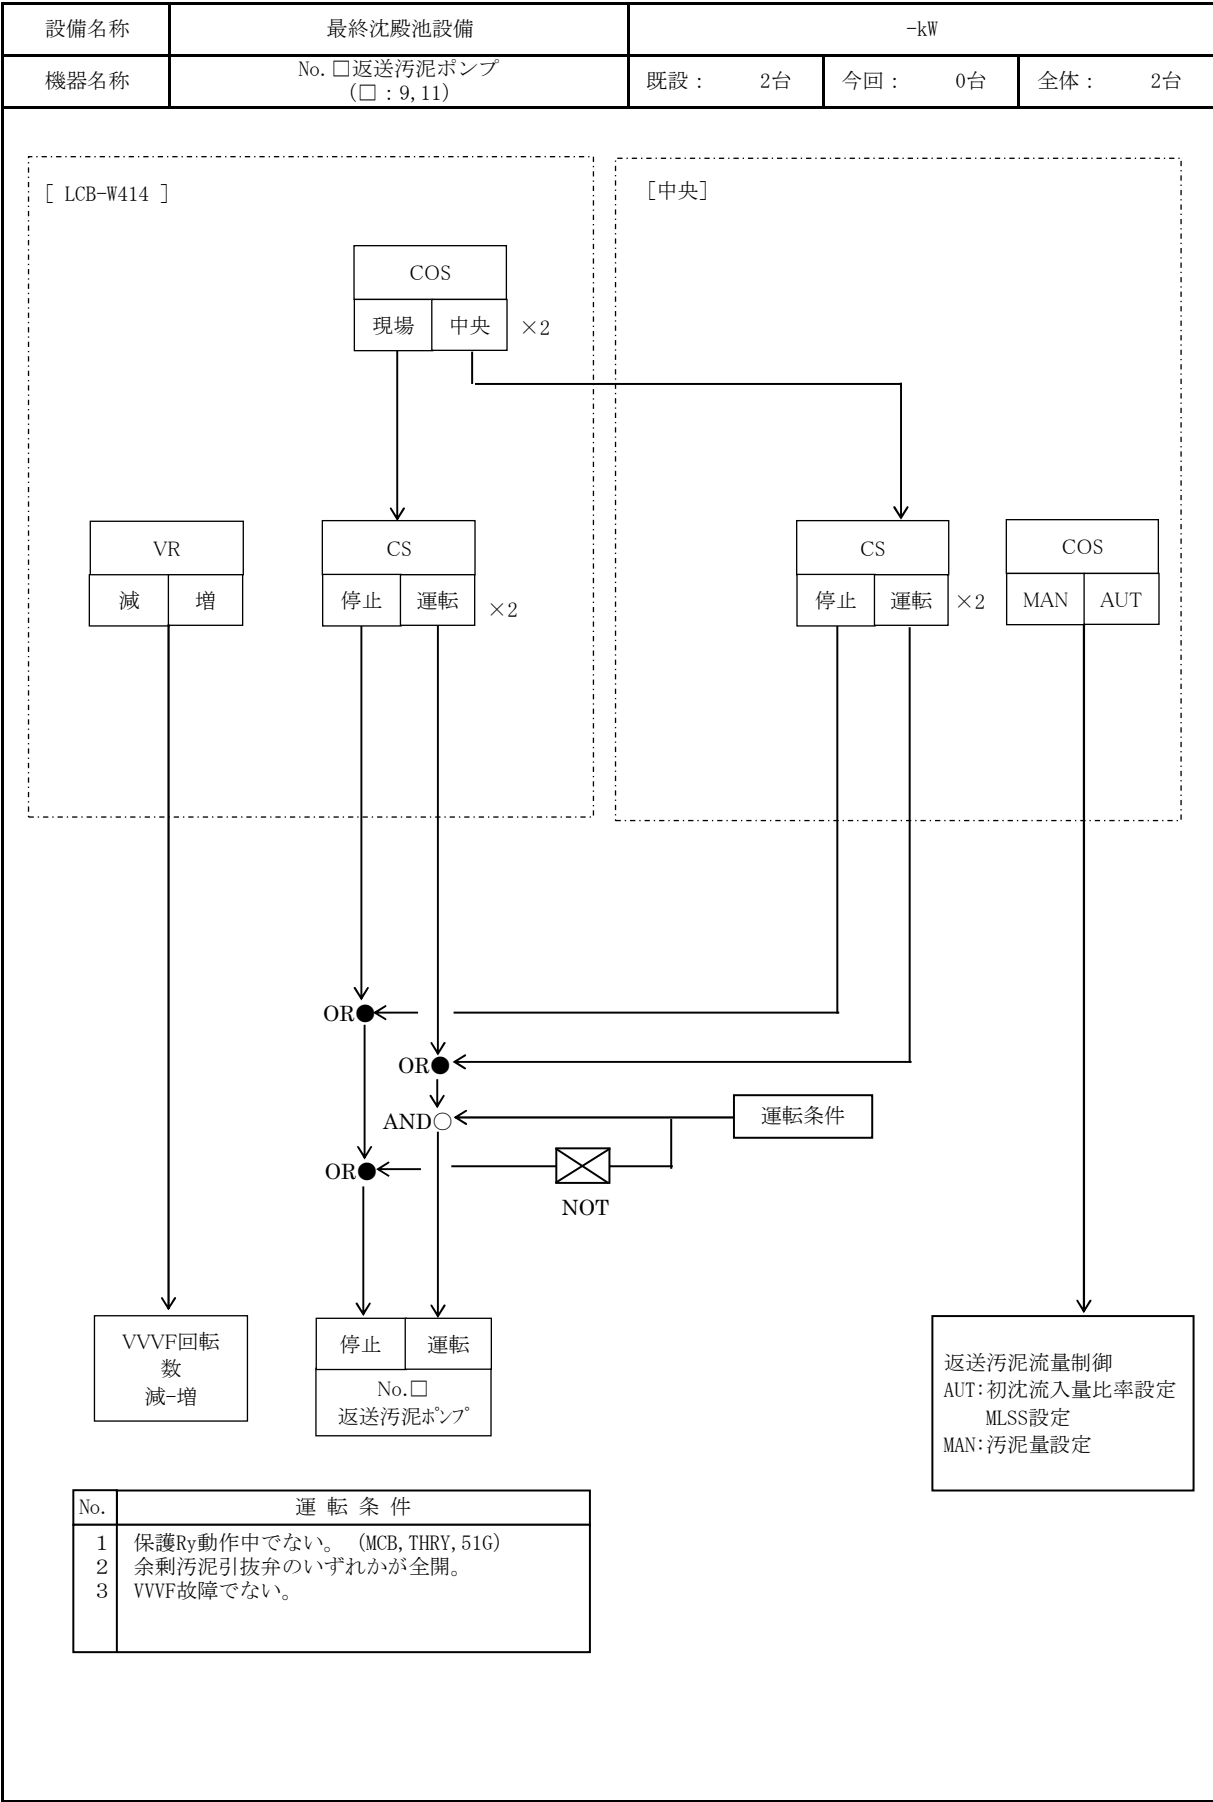 設備名称 最終沈殿池設備 -kW
機器名称 No.□返送汚泥ポンプ
(□：9,11)
既設： 2台 今回： 0台 全体： 2台
[ LCB-W414 ]
[中央]
COS
現場 中央 ×2
VR
減 増
CS
停止 運転 ×2
CS
停止 運転 ×2
COS
MAN AUT
OR
OR
AND 運転条件
OR
NOT
VVVF回転
数
減-増
停止 運転
No.□
返送汚泥ﾎﾟﾝﾌﾟ
返送汚泥流量制御
AUT:初沈流入量比率設定
MLSS設定
MAN:汚泥量設定
No. 運 転 条 件
1 保護Ry動作中でない。 (MCB,THRY,51G)
2 余剰汚泥引抜弁のいずれかが全開。
3 VVVF故障でない。